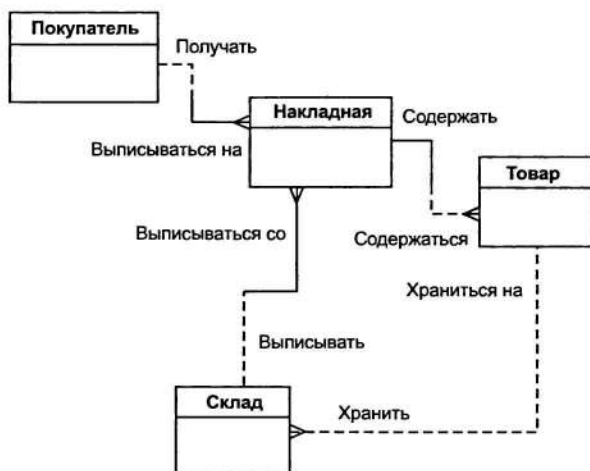 Покупатель
Получать
Накладная
Содержать
Выписываться на
Товар
Выписываться со
Содержаться
Храниться на
Выписывать
Склад
Хранить